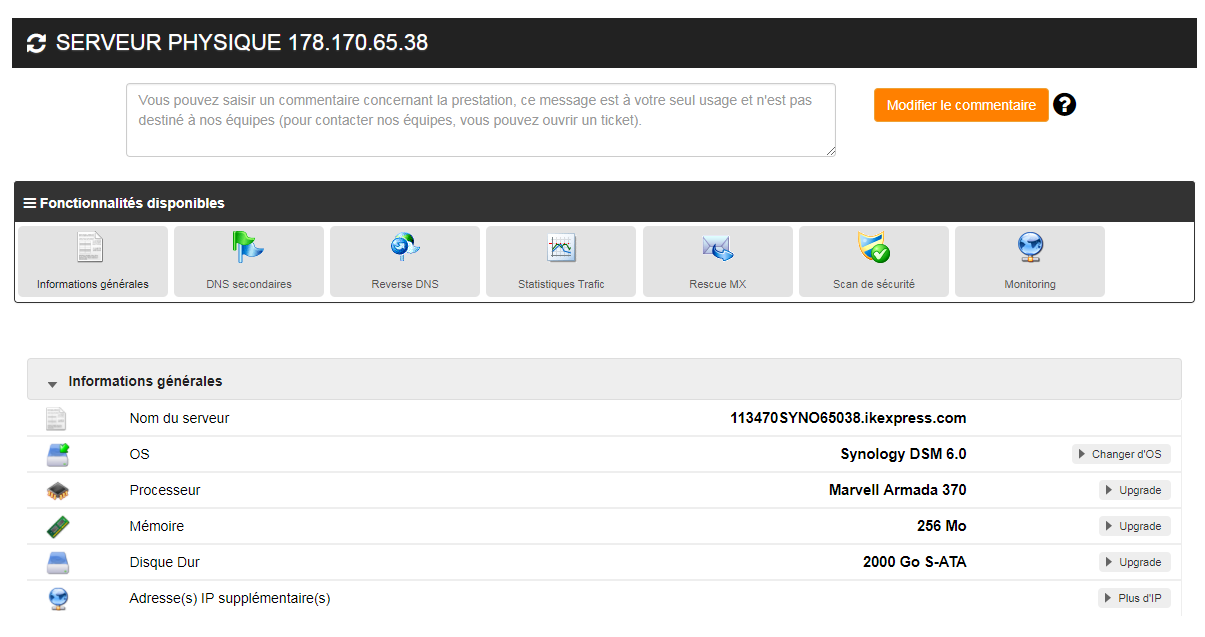 SERVEUR PHYSIQUE 178.170.65.38
Vous pouvez saisir un commentaire concernant la prestation, ce message est à votre seul usage et n'est pas
destiné à nos équipes (pour contacter nos équipes, vous pouvez ouvrir un ticket).
Modifier le commentaire ?
Fonctionnalités disponibles
Informations générales DNS secondaires Reverse DNS Statistiques Trafic Rescue MX Scan de sécurité Monitoring
Informations générales
Nom du serveur 113470SYNO65038.ikexpress.com
OS Synology DSM 6.0 Changer d'OS
Processeur Marvell Armada 370 Upgrade
Mémoire 256 Mo Upgrade
Disque Dur 2000 Go S-ATA Upgrade
Adresse(s) IP supplémentaire(s) Plus d'IP